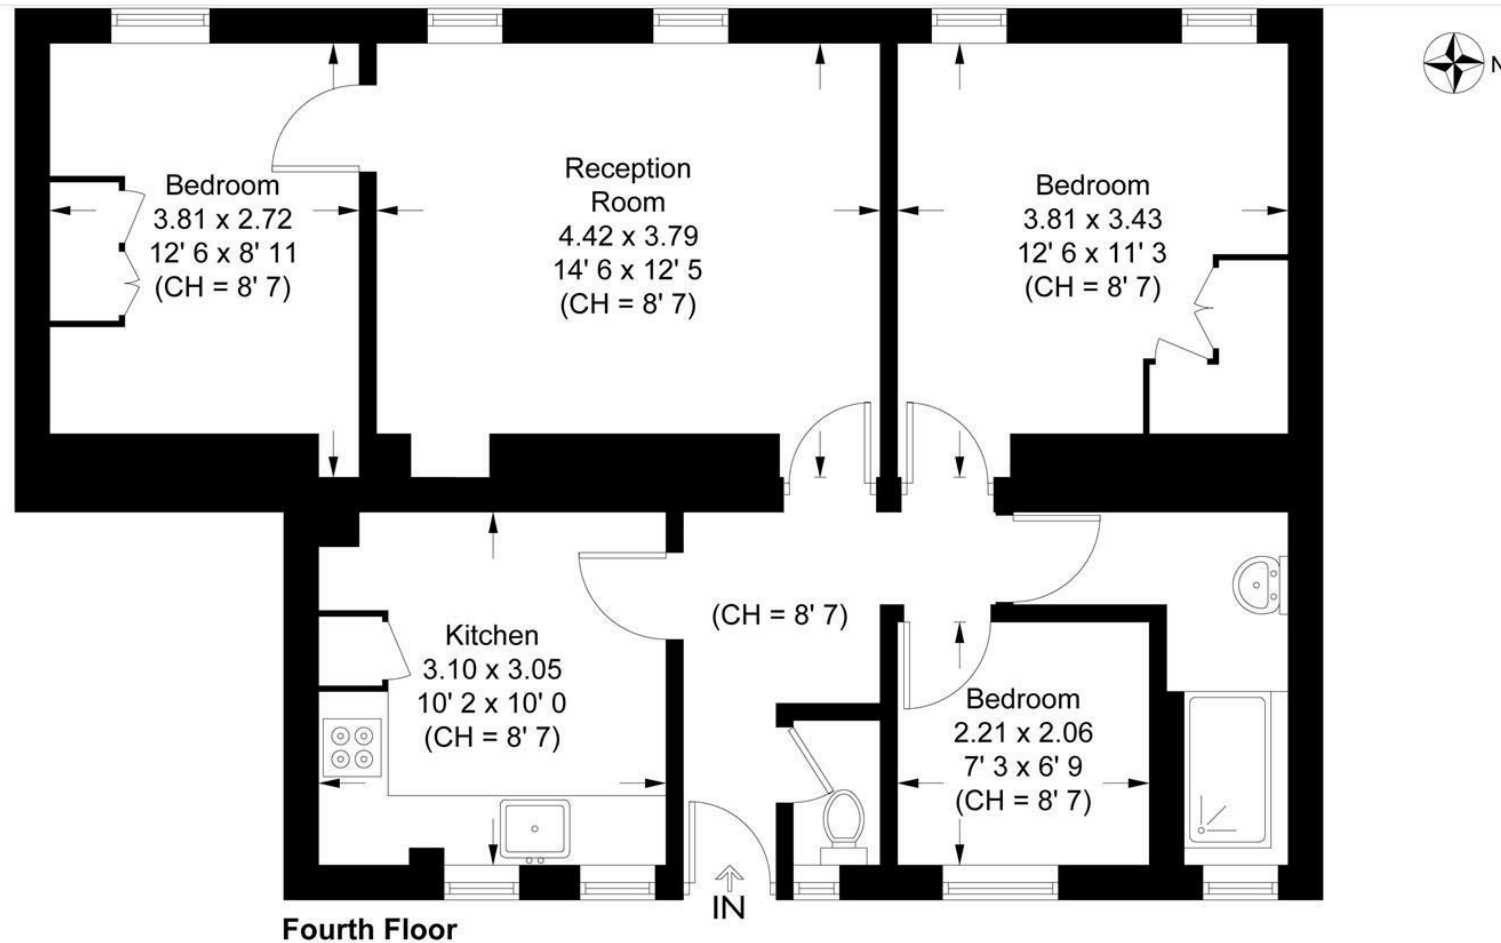 N
Bedroom
3.81 x 2.72
12' 6 x 8' 11
(CH = 8' 7)
Reception
Room
4.42 x 3.79
14' 6 x 12' 5
(CH = 8' 7)
Bedroom
3.81 x 3.43
12' 6 x 11' 3
(CH = 8' 7)
Kitchen
3.10 x 3.05
10' 2 x 10' 0
(CH = 8' 7)
(CH = 8' 7)
Bedroom
2.21 x 2.06
7' 3 x 6' 9
(CH = 8' 7)
IN
Fourth Floor